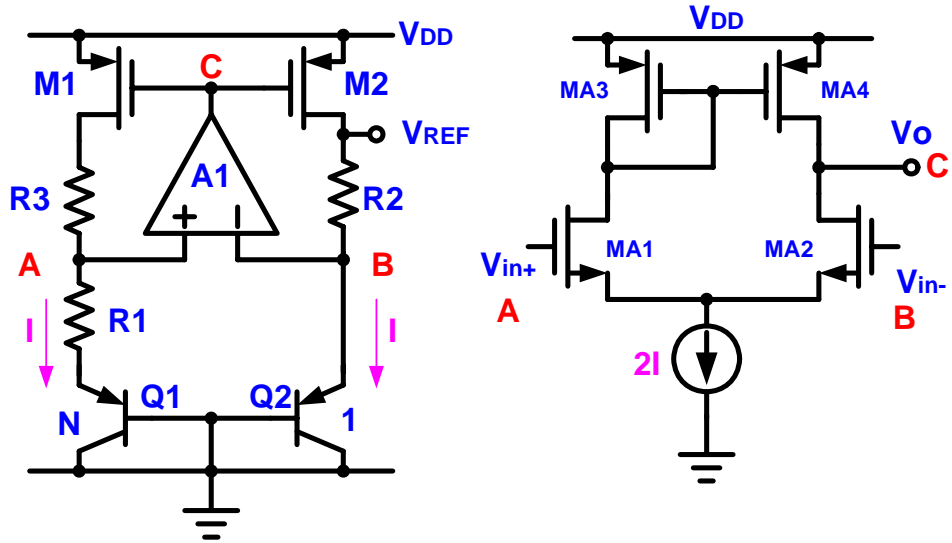 VDD
M1
C
M2
VREF
A1
R3
R2
+
−
A
B
I
R1
I
Q1
Q2
N
1
VDD
MA3
MA4
Vo
C
Vin+
MA1
MA2
Vin-
A
B
2I